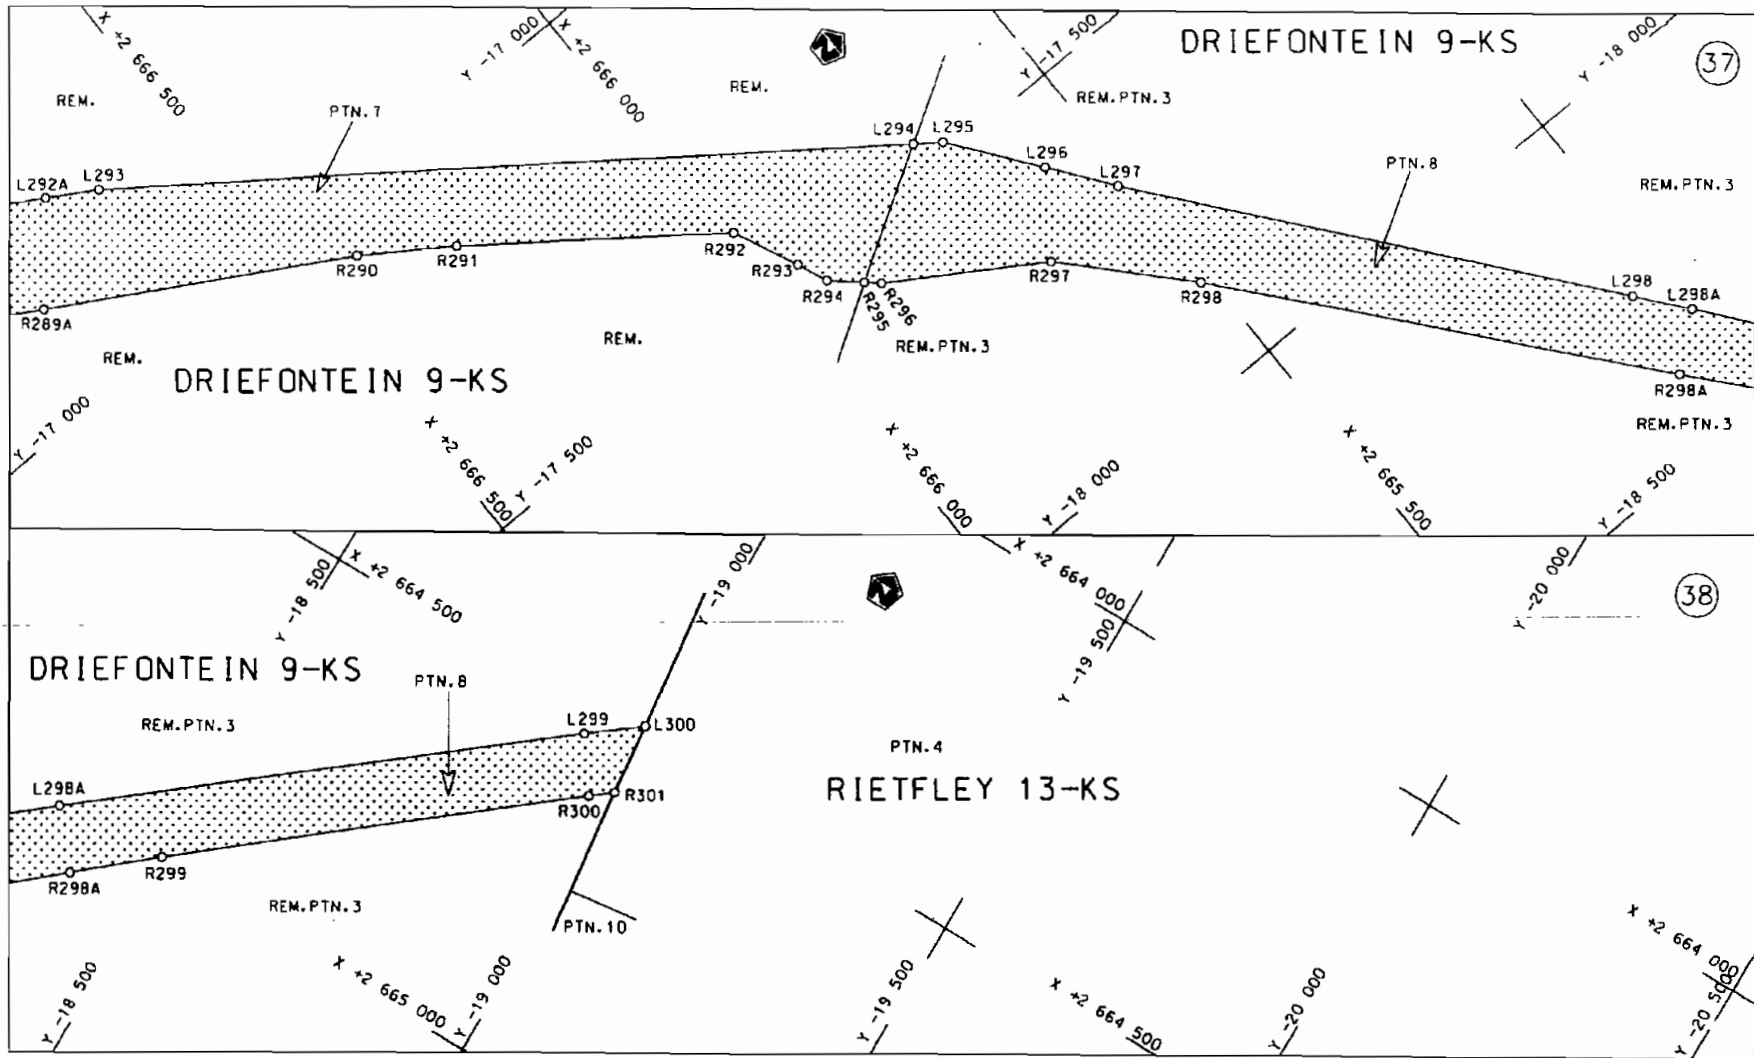 X +2 666 500
Y -17 000
X +2 666 000
Y -17 500
DRIEFONTEIN 9-KS
Y -18 000
37
REM.
PTN.7
REM.
REM.PTN.3
L294
L295
L296
L297
PTN.8
REM.PTN.3
L292A
L293
R290
R291
R292
R293
R294
R295
R296
R297
R298
L298
L298A
R289A
REM.
REM.
REM.PTN.3
R298A
REM.PTN.3
DRIEFONTEIN 9-KS
Y -17 000
X +2 666 500
Y -17 500
X +2 666 000
Y -18 000
X +2 665 500
Y -18 500
Y -18 500
X +2 664 500
Y -19 000
X +2 664 000
Y -19 500
Y -20 000
38
DRIEFONTEIN 9-KS
PTN.8
REM.PTN.3
L299
L300
PTN.4
RIETFLEY 13-KS
L298A
R300
R301
R298A
R299
REM.PTN.3
PTN.10
Y -18 500
X +2 665 000
Y -19 000
Y -19 500
X +2 664 500
Y -20 000
X +2 664 000
Y -20 500